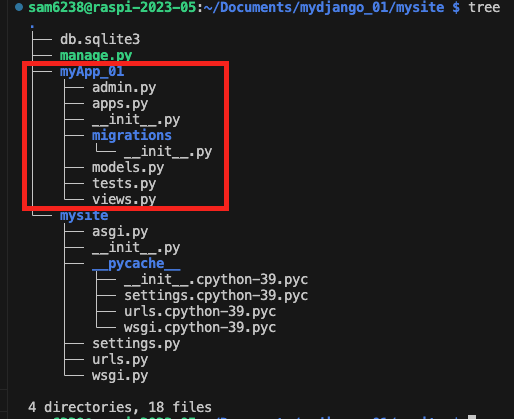 sam6238@raspi-2023-05:~/Documents/mydjango_01/mysite $ tree
.
├── db.sqlite3
├── manage.py
├── myApp_01
│   ├── admin.py
│   ├── apps.py
│   ├── __init__.py
│   ├── migrations
│   │   └── __init__.py
│   ├── models.py
│   ├── tests.py
│   └── views.py
└── mysite
    ├── asgi.py
    ├── __init__.py
    ├── __pycache__
    │   ├── __init__.cpython-39.pyc
    │   ├── settings.cpython-39.pyc
    │   ├── urls.cpython-39.pyc
    │   └── wsgi.cpython-39.pyc
    ├── settings.py
    ├── urls.py
    └── wsgi.py

4 directories, 18 files